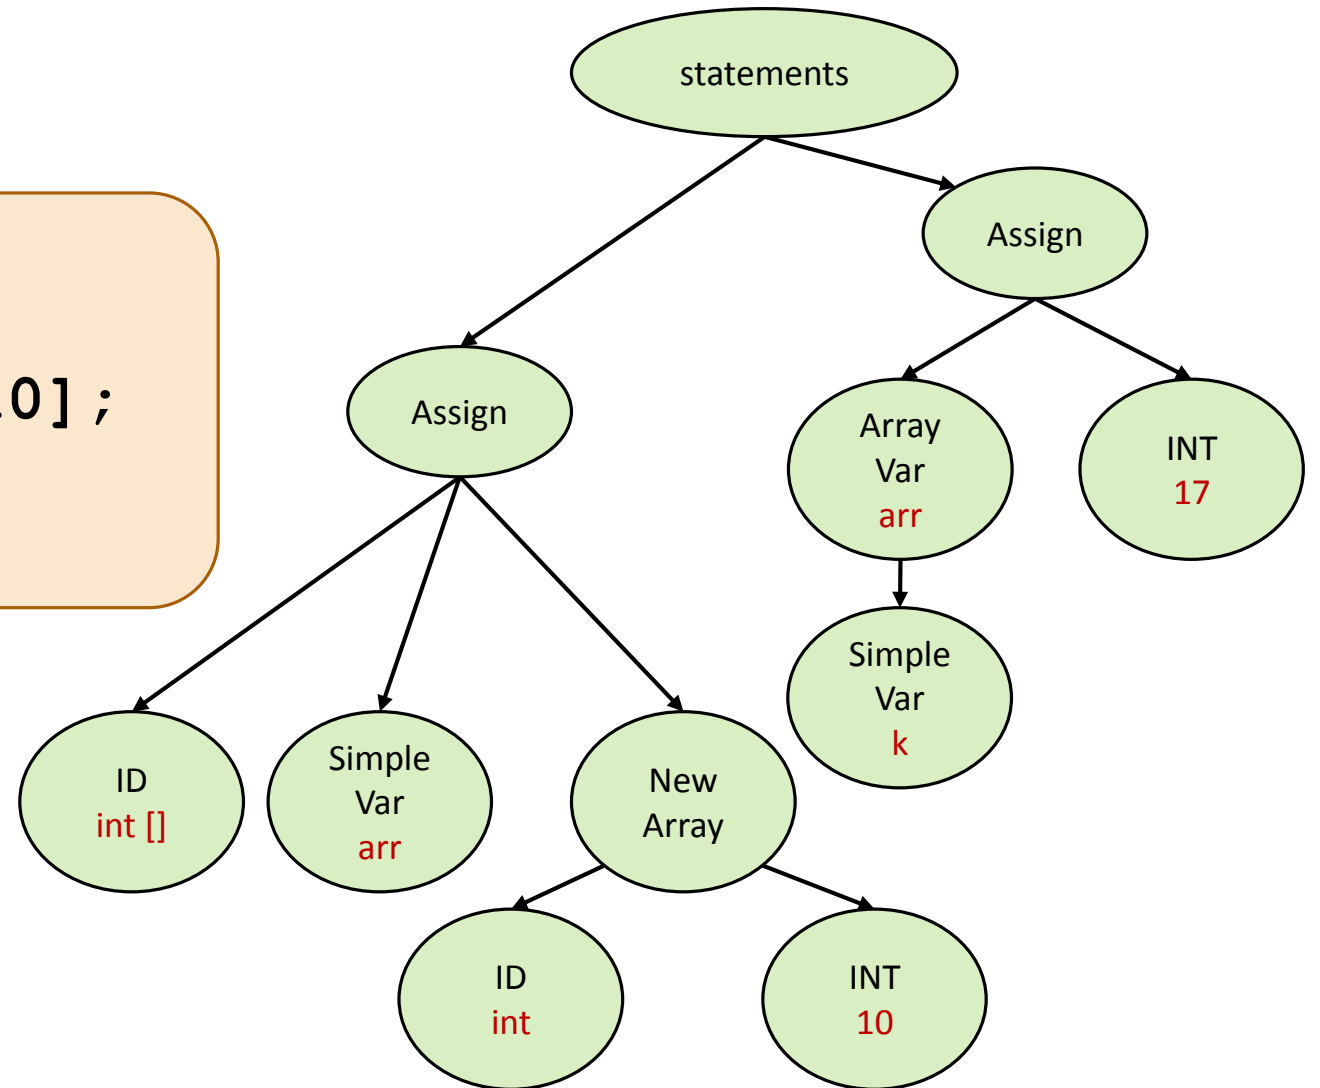 statements
Assign
0];
Assign
Array
Var
arr
INT
17
Simple
Var
k
ID
int []
Simple
Var
arr
New
Array
ID
int
INT
10